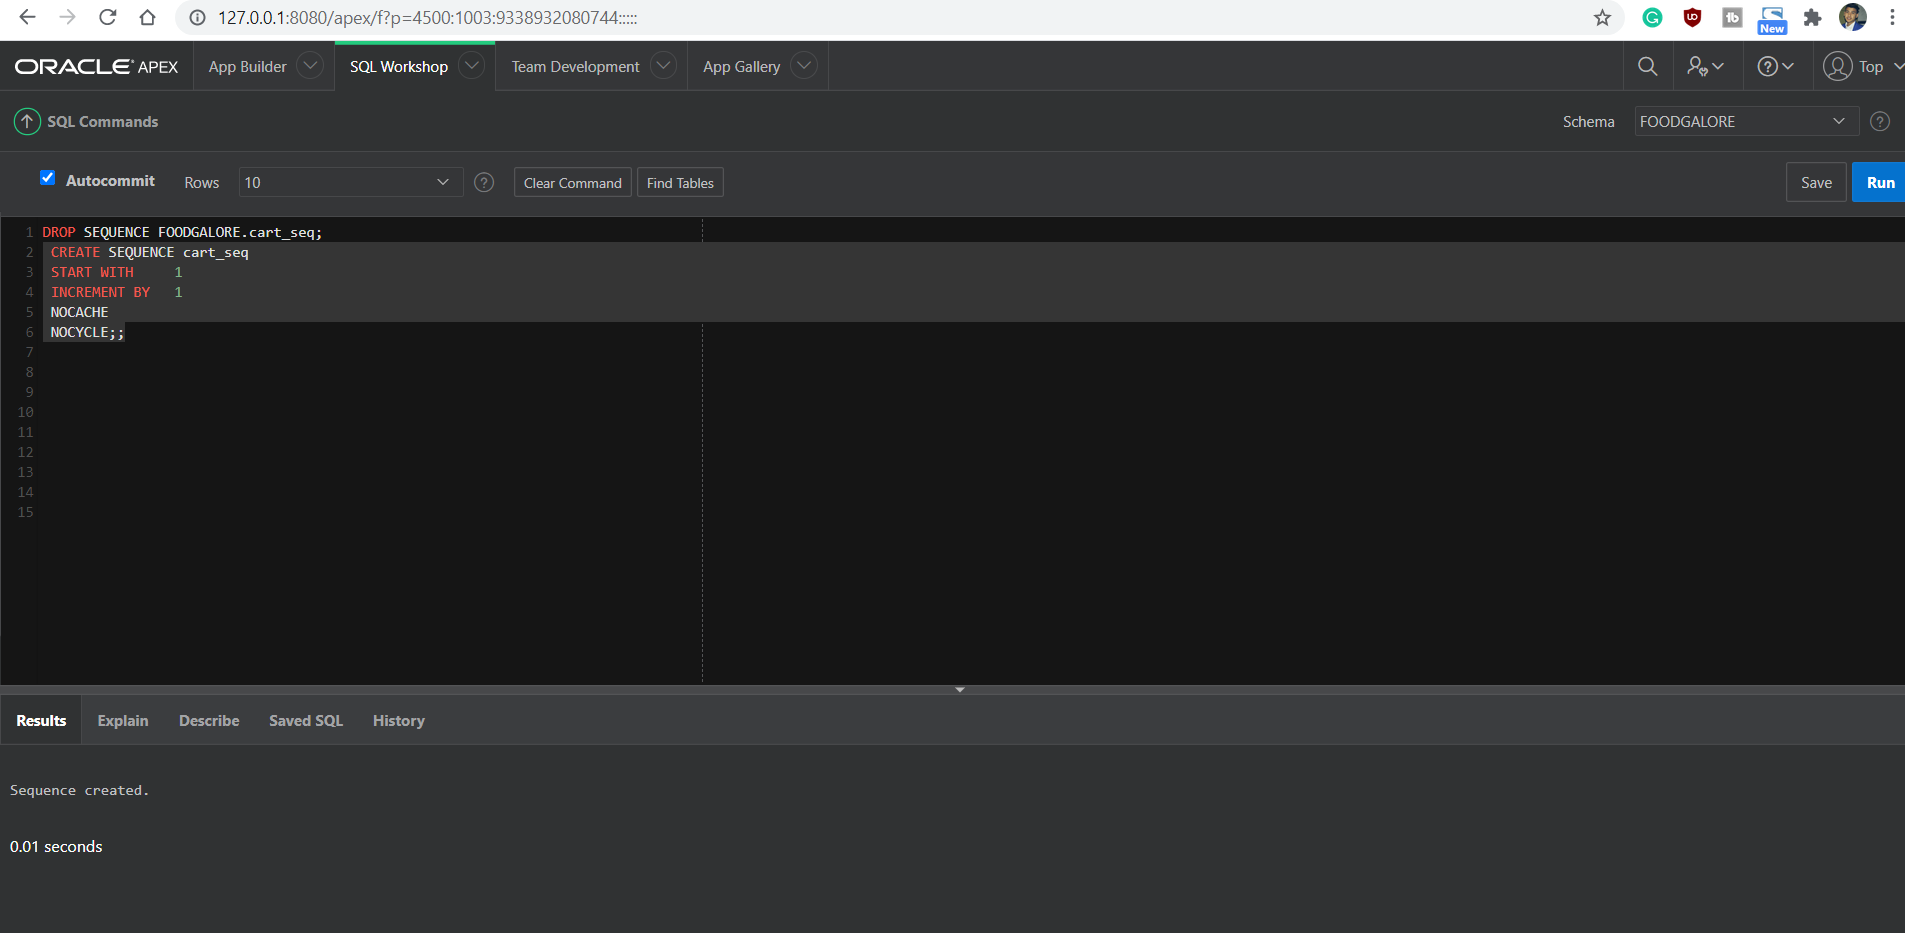 127.0.0.1:8080/apex/f?p=4500:1003:9338932080744:::::
New
ORACLE APEX App Builder SQL Workshop Team Development App Gallery Top
SQL Commands Schema FOODGALORE
Autocommit Rows 10 Clear Command Find Tables Save Run
1 DROP SEQUENCE FOODGALORE.cart_seq;
2 CREATE SEQUENCE cart_seq
3 START WITH 1
4 INCREMENT BY 1
5 NOCACHE
6 NOCYCLE;;
7
8
9
10
11
12
13
14
15
Results Explain Describe Saved SQL History
Sequence created.
0.01 seconds